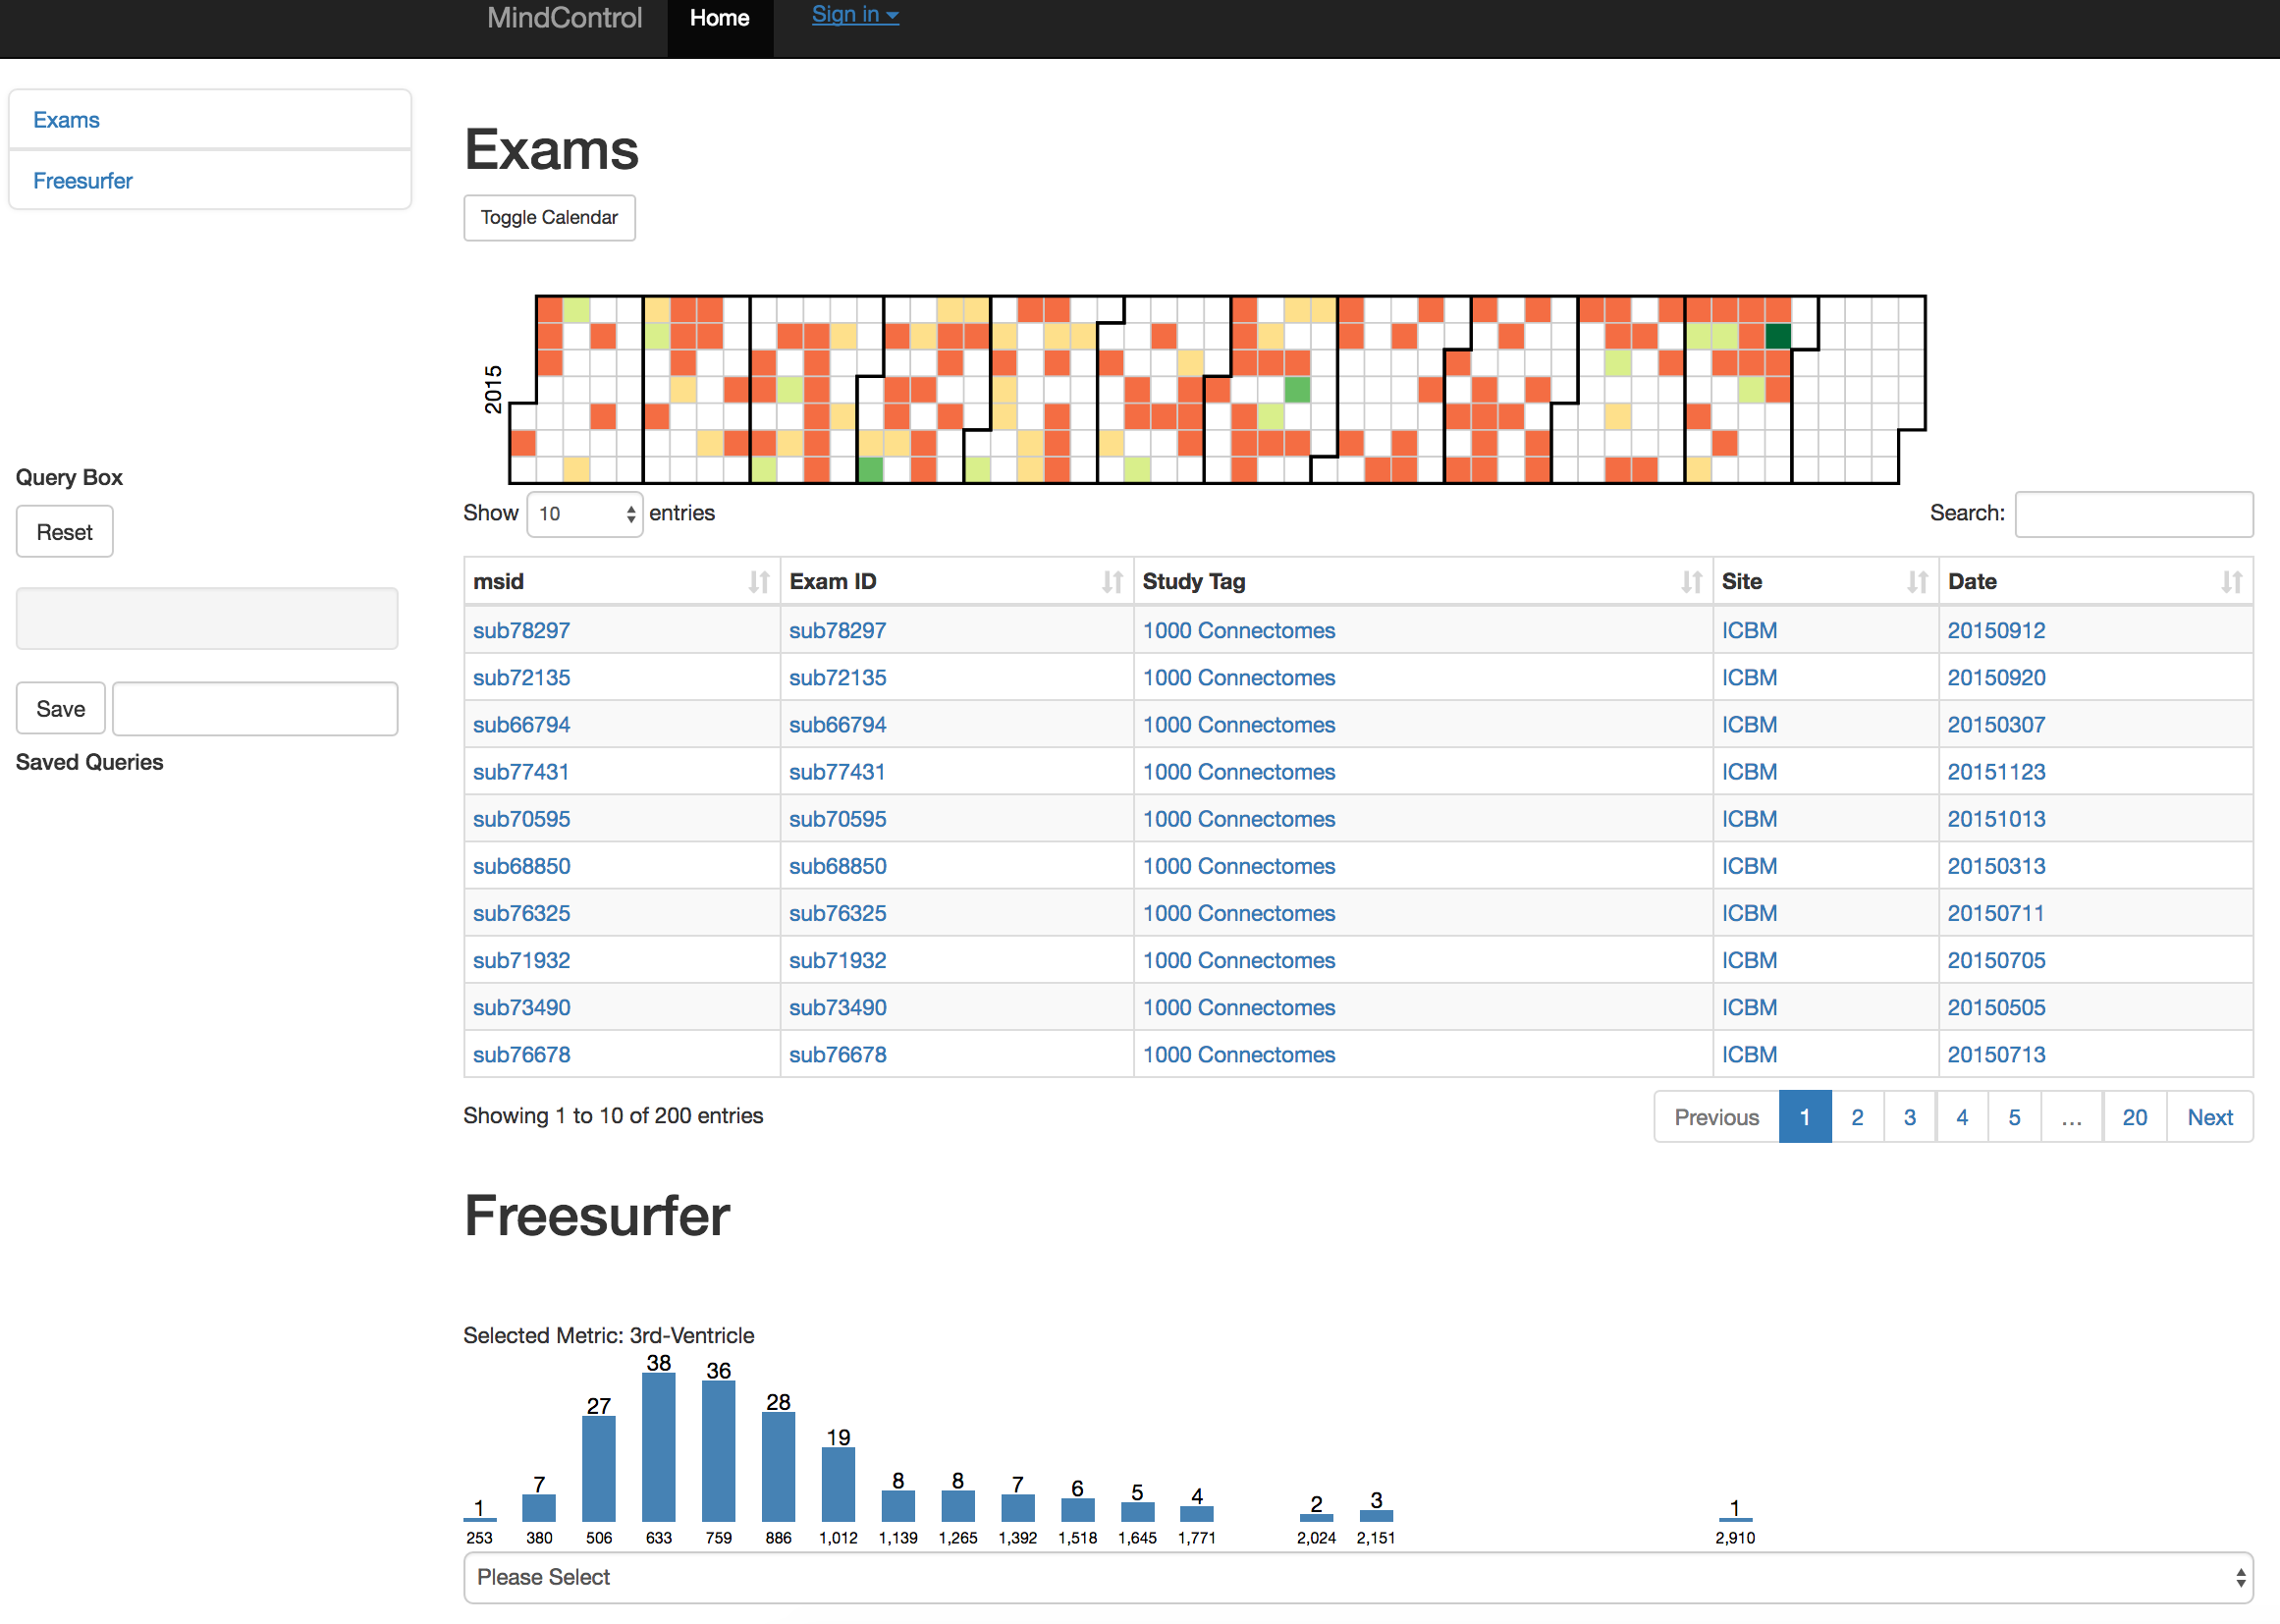 MindControl Home Sign in
Exams
Freesurfer
Query Box
Reset
Save
Saved Queries
Exams
Toggle Calendar
2015
Show 10 entries Search:
msid Exam ID Study Tag Site Date
sub78297 sub78297 1000 Connectomes ICBM 20150912
sub72135 sub72135 1000 Connectomes ICBM 20150920
sub66794 sub66794 1000 Connectomes ICBM 20150307
sub77431 sub77431 1000 Connectomes ICBM 20151123
sub70595 sub70595 1000 Connectomes ICBM 20151013
sub68850 sub68850 1000 Connectomes ICBM 20150313
sub76325 sub76325 1000 Connectomes ICBM 20150711
sub71932 sub71932 1000 Connectomes ICBM 20150705
sub73490 sub73490 1000 Connectomes ICBM 20150505
sub76678 sub76678 1000 Connectomes ICBM 20150713
Showing 1 to 10 of 200 entries Previous 1 2 3 4 5 … 20 Next
Freesurfer
Selected Metric: 3rd-Ventricle
1 7 27 38 36 28 19 8 8 7 6 5 4 2 3 1
253 380 506 633 759 886 1,012 1,139 1,265 1,392 1,518 1,645 1,771 2,024 2,151 2,910
Please Select